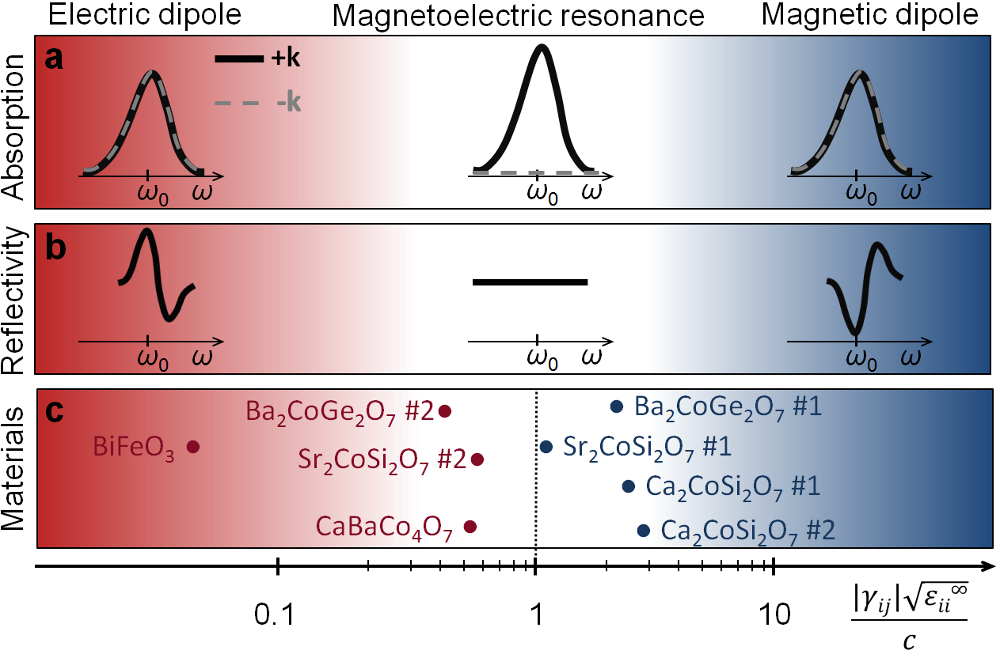 Electric dipole Magnetoelectric resonance Magnetic dipole
Absorption
a
+k
-k
ω₀ ω
ω₀ ω
ω₀ ω
Reflectivity
b
ω₀ ω
ω₀ ω
ω₀ ω
Materials
c
Ba₂CoGe₂O₇ #2
Ba₂CoGe₂O₇ #1
BiFeO₃
Sr₂CoSi₂O₇ #1
Sr₂CoSi₂O₇ #2
Ca₂CoSi₂O₇ #1
CaBaCo₄O₇
Ca₂CoSi₂O₇ #2
0.1 1 10
|γᵢⱼ|√εᵢᵢ^∞
c